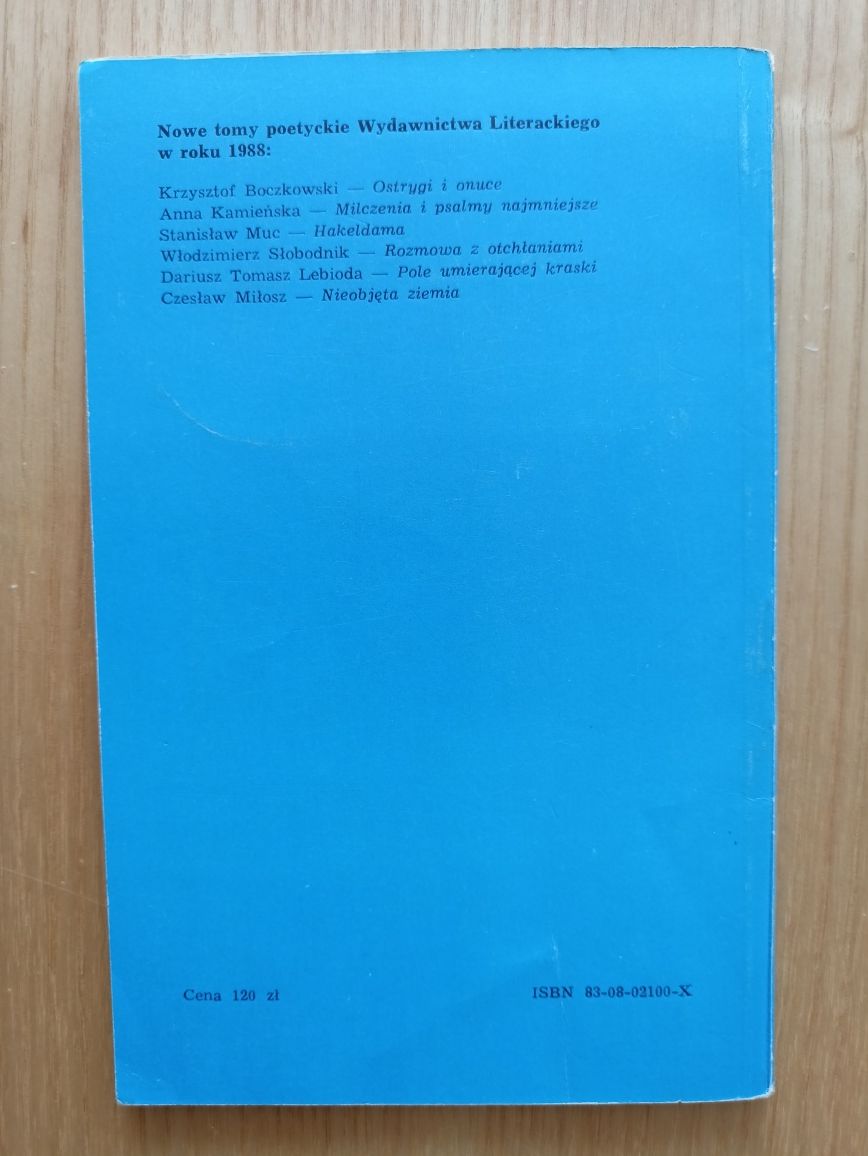 Nowe tomy poetyckie Wydawnictwa Literackiego
w roku 1988:
Krzysztof Boczkowski — Ostrygi i onuce
Anna Kamieńska — Milczenia i psalmy najmniejsze
Stanisław Muc — Hakeldama
Włodzimierz Słobodnik — Rozmowa z otchłaniami
Dariusz Tomasz Lebioda — Pole umierającej kraski
Czesław Miłosz — Nieobjęta ziemia
Cena 120 zł
ISBN 83-08-02100-X